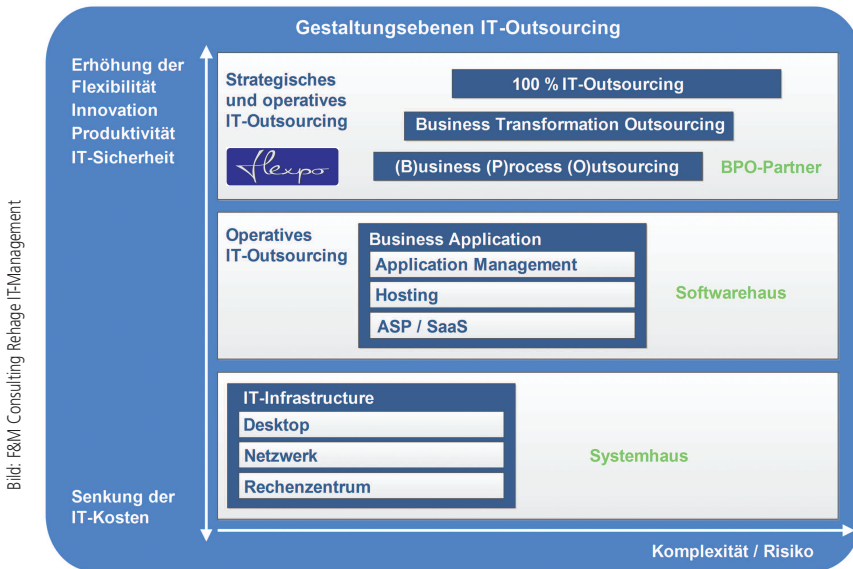 Gestaltungsebenen IT-Outsourcing
Erhöhung der
Flexibilität
Innovation
Produktivität
IT-Sicherheit
Strategisches
und operatives
IT-Outsourcing
flexpo
100 % IT-Outsourcing
Business Transformation Outsourcing
(B)usiness (P)rocess (O)utsourcing
BPO-Partner
Operatives
IT-Outsourcing
Business Application
Application Management
Hosting
ASP / SaaS
Softwarehaus
IT-Infrastructure
Desktop
Netzwerk
Rechenzentrum
Systemhaus
Senkung der
IT-Kosten
Komplexität / Risiko
Bild: F&M Consulting Rehage IT-Management